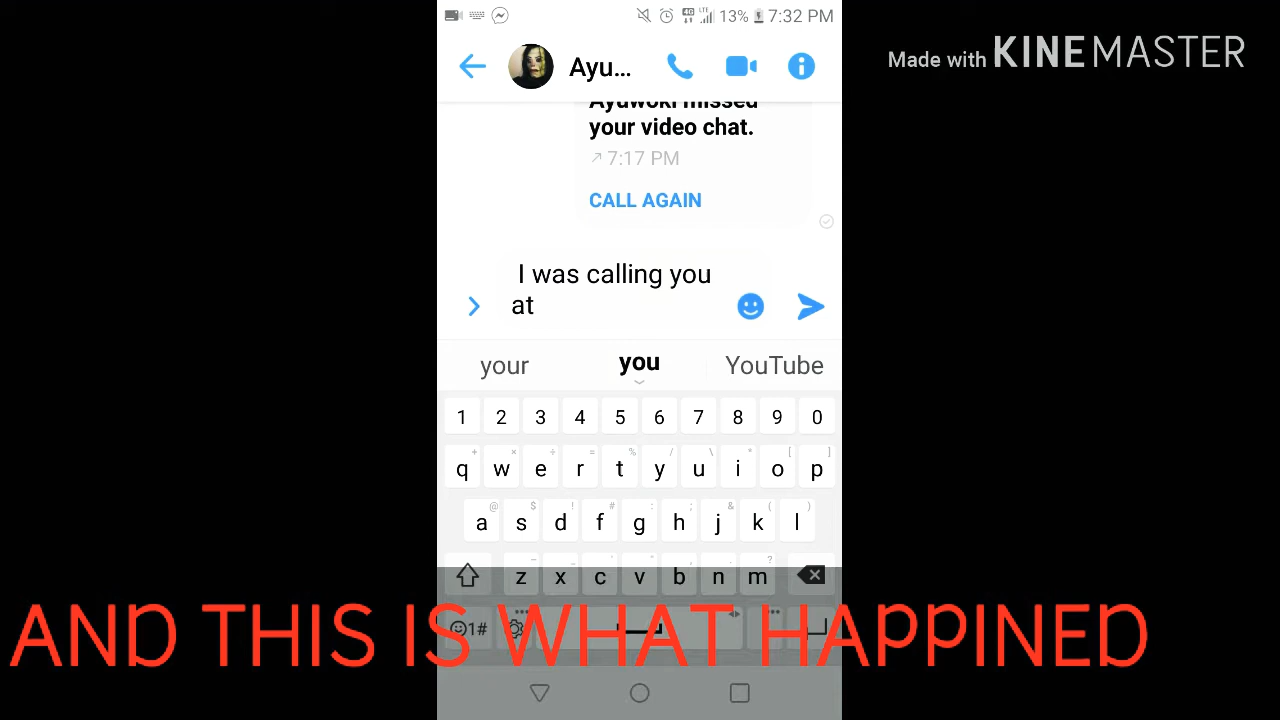 13% 7:32 PM
Made with KINEMASTER
Ayu...
Ayuwoki missed
your video chat.
7:17 PM
CALL AGAIN
I was calling you
at
your you YouTube
1 2 3 4 5 6 7 8 9 0
q w e r t y u i o p
a s d f g h j k l
z x c v b n m
1#
AND THIS IS WHAT HAPPINED